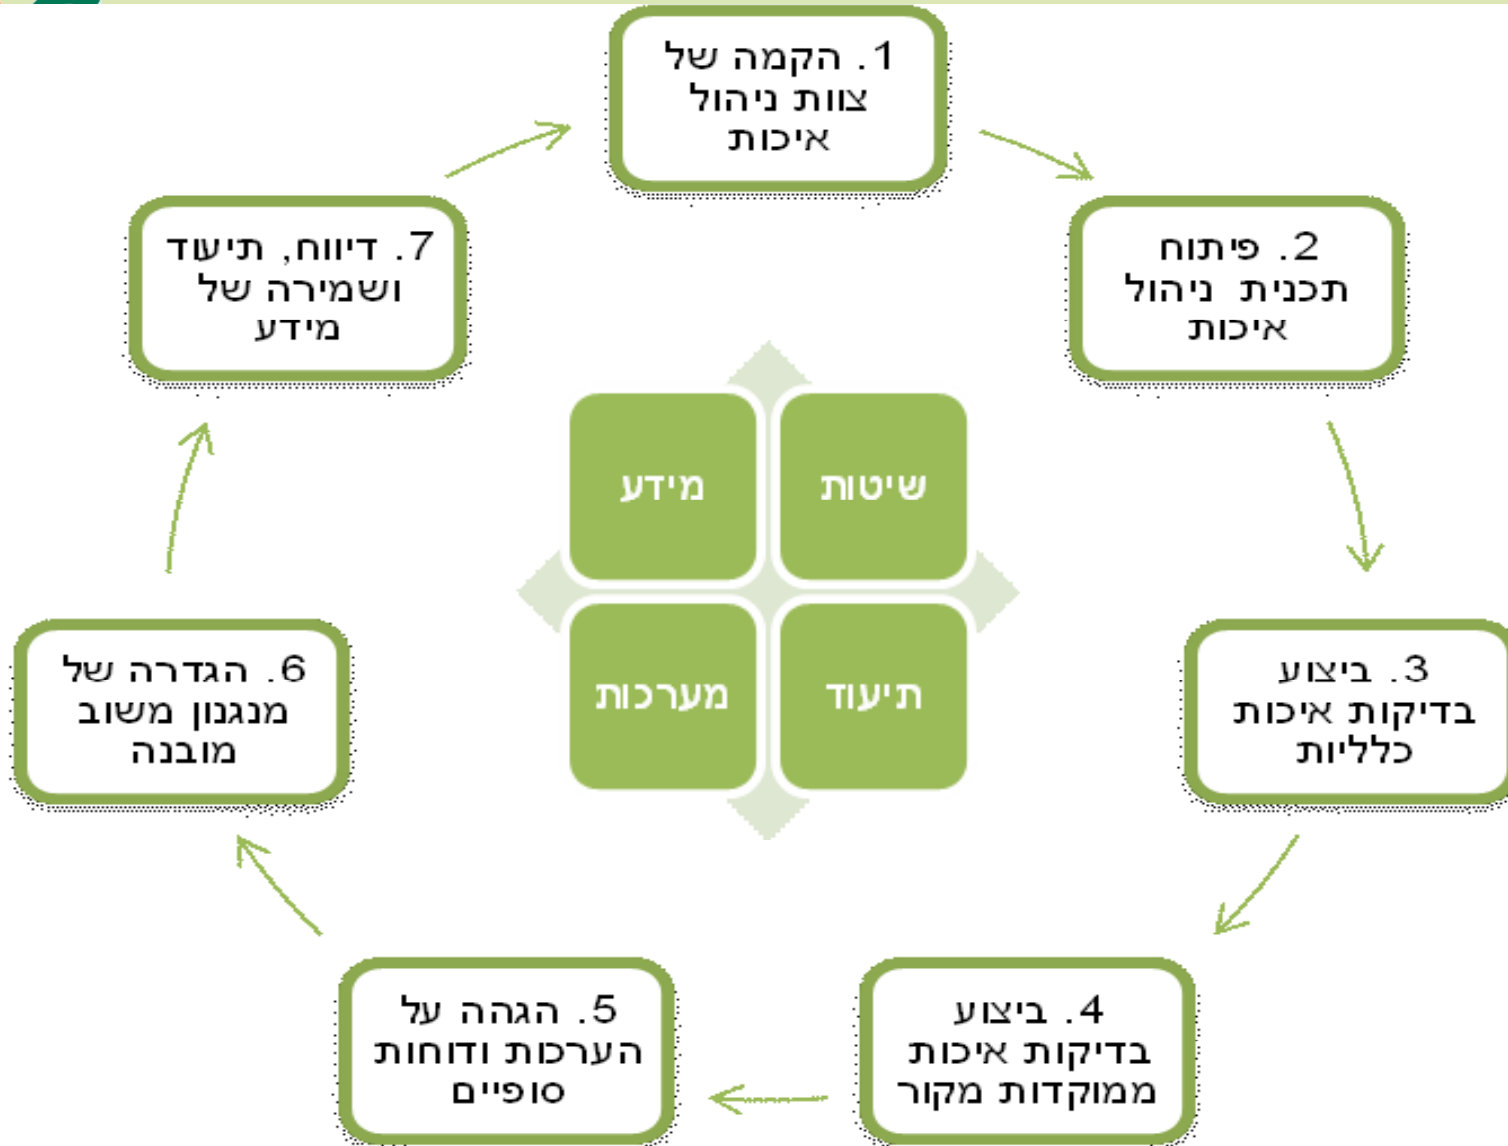 1. הקמה של
צוות ניהול
איכות
2. פיתוח
תכנית ניהול
איכות
3. ביצוע
בדיקות איכות
כלליות
4. ביצוע
בדיקות איכות
ממוקדות מקור
5. הגהה על
הערכות ודוחות
סופיים
6. הגדרה של
מנגנון משוב
מובנה
7. דיווח, תיעוד
ושמירה של
מידע
שיטות
מידע
תיעוד
מערכות